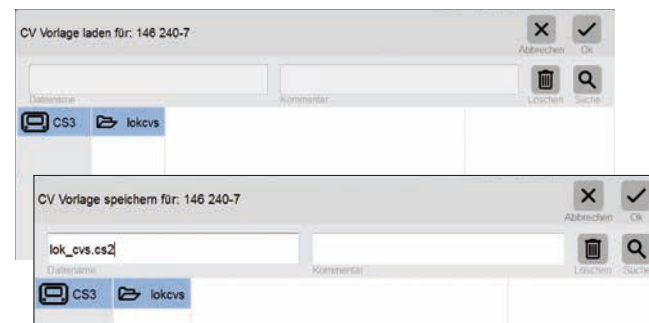 CV Vorlage laden für: 146 240-7
Abbrechen Ok
Dateiname Kommentar Löschen Suche
CS3 lokcvs
CV Vorlage speichern für: 146 240-7
Abbrechen Ok
lok_cvs.cs2
Dateiname Kommentar Löschen Suche
CS3 lokcvs